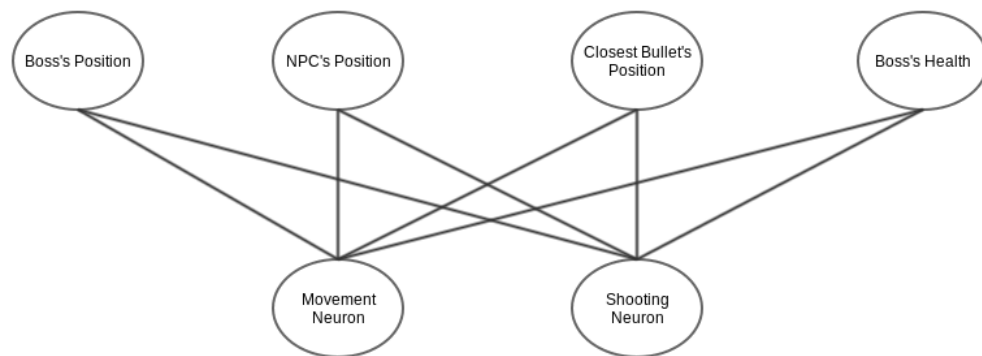 Boss's Position
NPC's Position
Closest Bullet's
Position
Boss's Health
Movement
Neuron
Shooting
Neuron